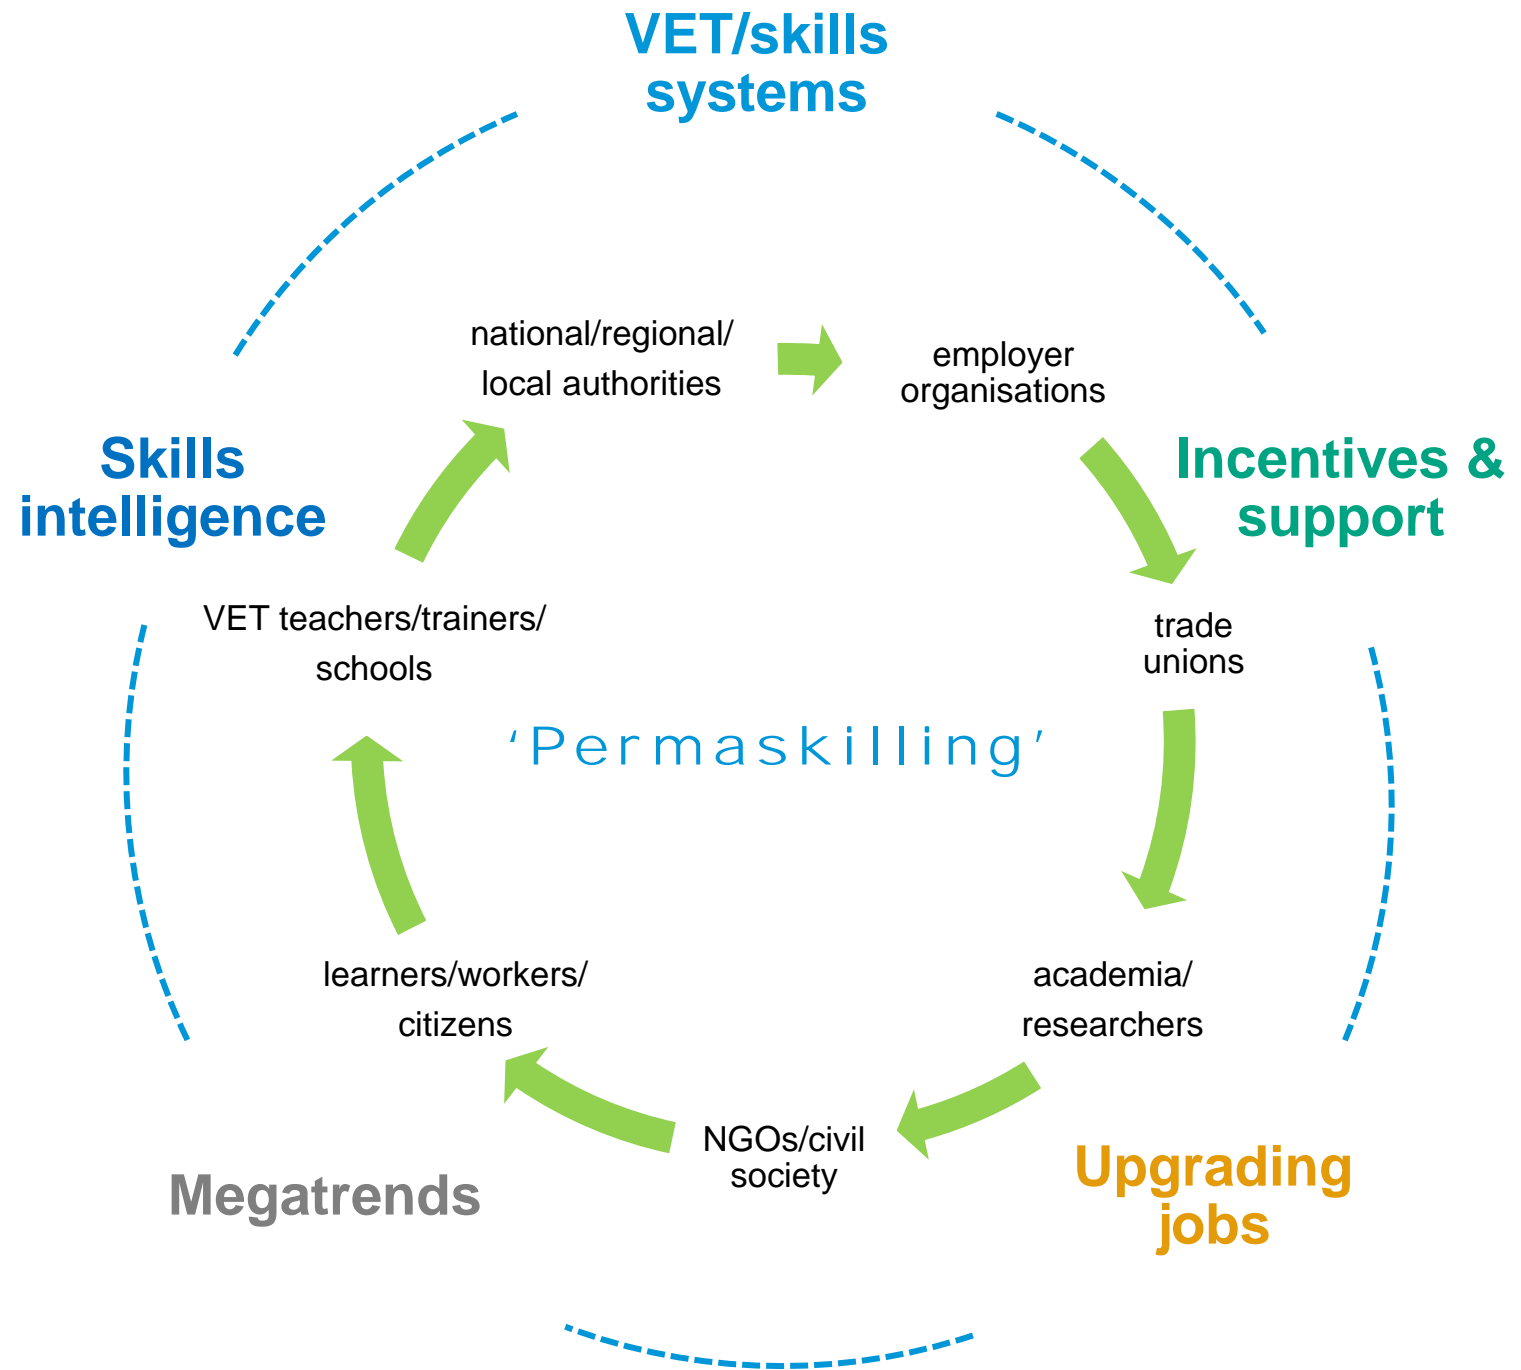 VET/skills
systems
national/regional/
local authorities
employer
organisations
Skills
intelligence
Incentives &
support
VET teachers/trainers/
schools
trade
unions
‘Permaskilling’
learners/workers/
citizens
academia/
researchers
NGOs/civil
society
Megatrends
Upgrading
jobs